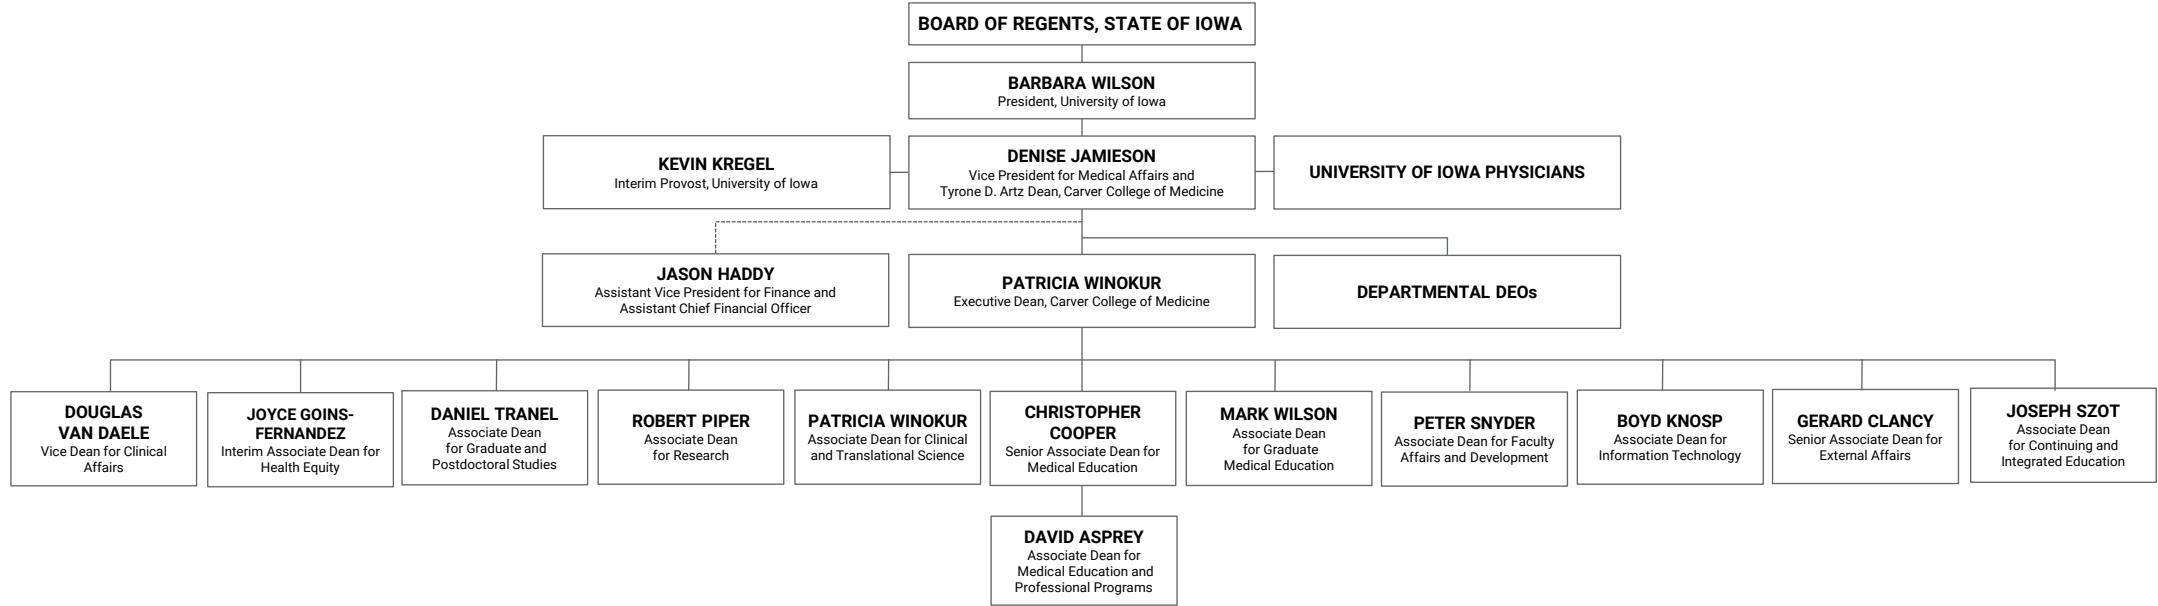 BOARD OF REGENTS, STATE OF IOWA
BARBARA WILSON
President, University of Iowa
KEVIN KREGEL
Interim Provost, University of Iowa
DENISE JAMIESON
Vice President for Medical Affairs and
Tyrone D. Artz Dean, Carver College of Medicine
UNIVERSITY OF IOWA PHYSICIANS
JASON HADDY
Assistant Vice President for Finance and
Assistant Chief Financial Officer
PATRICIA WINOKUR
Executive Dean, Carver College of Medicine
DEPARTMENTAL DEOs
DOUGLAS
VAN DAELE
Vice Dean for Clinical
Affairs
JOYCE GOINS-
FERNANDEZ
Interim Associate Dean for
Health Equity
DANIEL TRANEL
Associate Dean
for Graduate and
Postdoctoral Studies
ROBERT PIPER
Associate Dean
for Research
PATRICIA WINOKUR
Associate Dean for Clinical
and Translational Science
CHRISTOPHER
COOPER
Senior Associate Dean for
Medical Education
MARK WILSON
Associate Dean
for Graduate
Medical Education
PETER SNYDER
Associate Dean for Faculty
Affairs and Development
BOYD KNOSP
Associate Dean for
Information Technology
GERARD CLANCY
Senior Associate Dean for
External Affairs
JOSEPH SZOT
Associate Dean
for Continuing and
Integrated Education
DAVID ASPREY
Associate Dean for
Medical Education and
Professional Programs